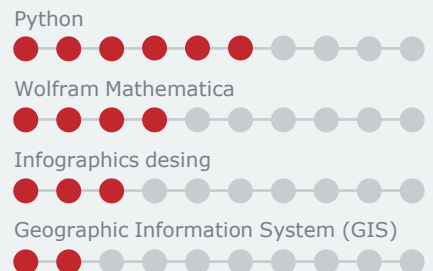 Python
Wolfram Mathematica
Infographics desing
Geographic Information System (GIS)